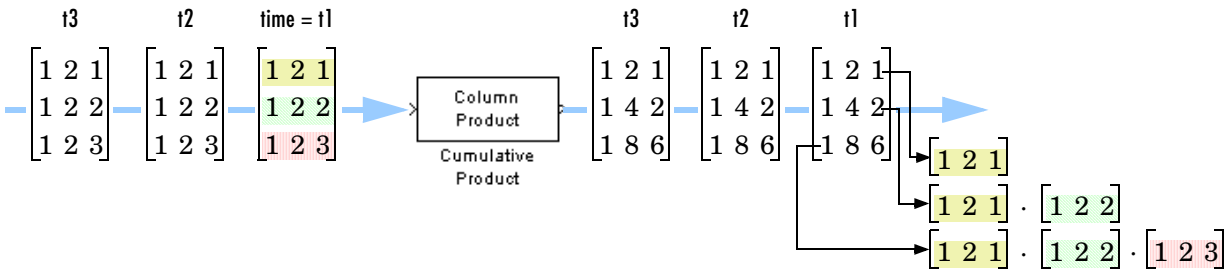 t3 t2 time = t1 t3 t2 t1
1 2 1 1 2 1 1 2 1 1 2 1 1 2 1 1 2 1
1 2 2 1 2 2 1 2 2 Column 1 4 2 1 4 2 1 4 2
Product
1 2 3 1 2 3 1 2 3 1 8 6 1 8 6 1 8 6
Cumulative
Product
[1 2 1]
[1 2 1] · [1 2 2]
[1 2 1] · [1 2 2] · [1 2 3]